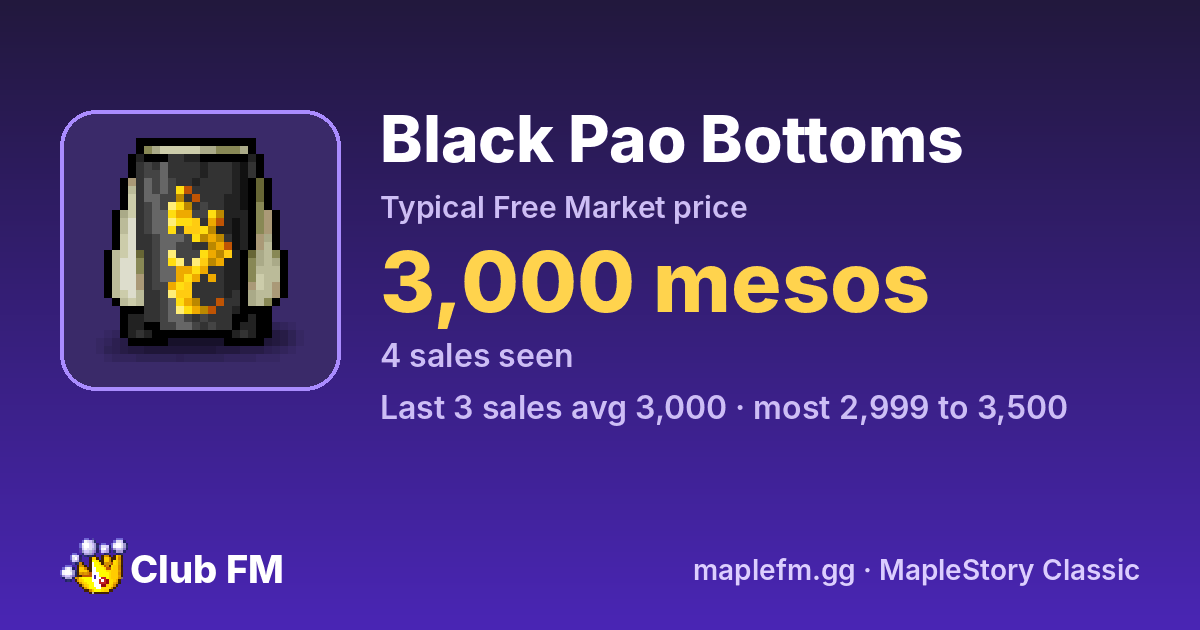 Black Pao Bottoms
Typical Free Market price
3,000 mesos
4 sales seen
Last 3 sales avg 3,000 · most 2,999 to 3,500
Club FM
maplefm.gg · MapleStory Classic